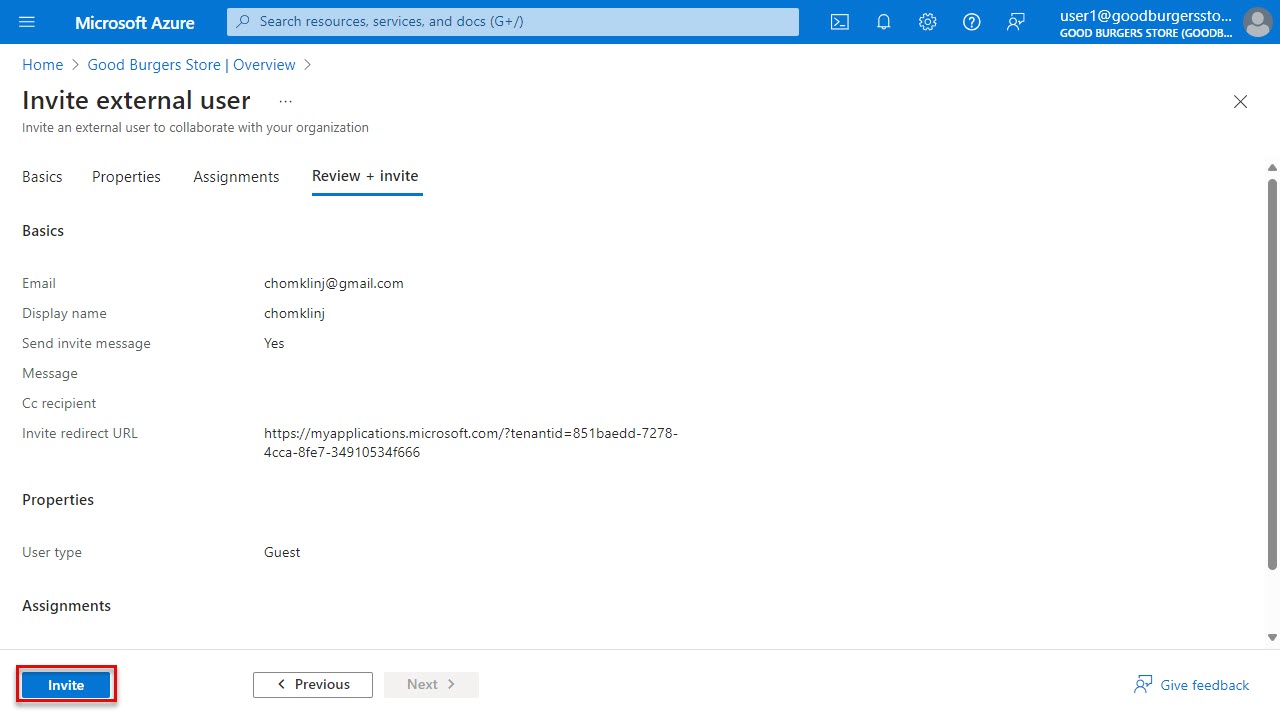 Microsoft Azure
Search resources, services, and docs (G+/)
user1@goodburgerssto...
GOOD BURGERS STORE (GOODB...
Home > Good Burgers Store | Overview >
Invite external user ...
Invite an external user to collaborate with your organization
Basics Properties Assignments Review + invite
Basics
Email chomklinj@gmail.com
Display name chomklinj
Send invite message Yes
Message
Cc recipient
Invite redirect URL https://myapplications.microsoft.com/?tenantid=851baedd-7278-
4cca-8fe7-34910534f666
Properties
User type Guest
Assignments
Invite < Previous Next > Give feedback